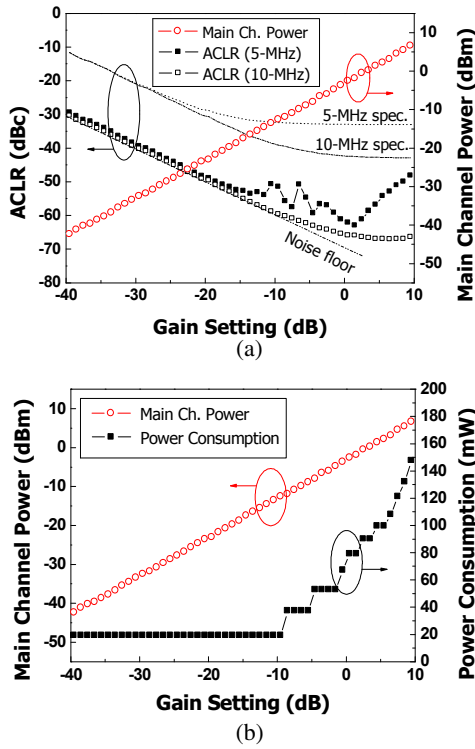 -10
-20
-30
-40
-50
-60
-70
-80
ACLR (dBc)
Main Ch. Power
ACLR (5-MHz)
ACLR (10-MHz)
5-MHz spec.
10-MHz spec.
Noise floor
10
0
-10
-20
-30
-40
-50
Main Channel Power (dBm)
-40 -30 -20 -10 0 10
Gain Setting (dB)
(a)
10
0
-10
-20
-30
-40
-50
Main Channel Power (dBm)
Main Ch. Power
Power Consumption
200
180
160
140
120
100
80
60
40
20
0
Power Consumption (mW)
-40 -30 -20 -10 0 10
Gain Setting (dB)
(b)